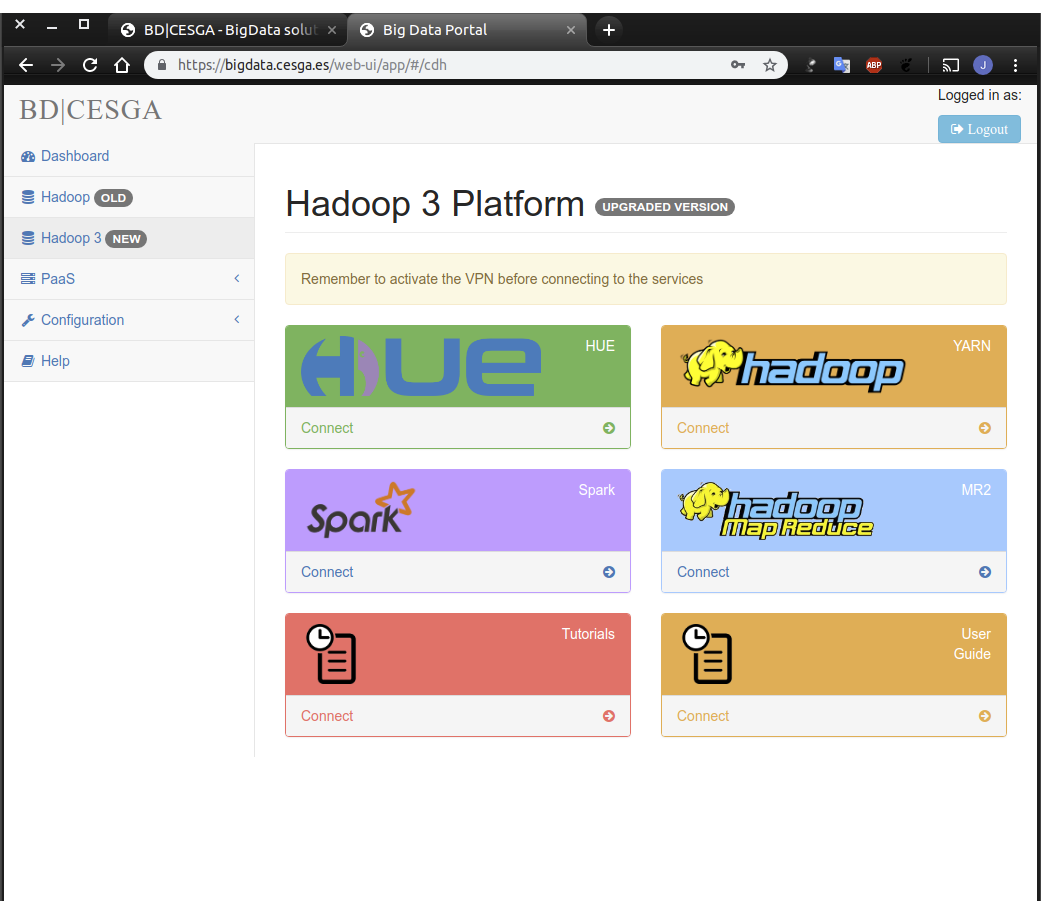 BD|CESGA - BigData solut
Big Data Portal
https://bigdata.cesga.es/web-ui/app/#/cdh
ABP
J
BD|CESGA
Logged in as:
Logout
Dashboard
Hadoop OLD
Hadoop 3 NEW
PaaS
Configuration
Help
Hadoop 3 Platform UPGRADED VERSION
Remember to activate the VPN before connecting to the services
HUE
HUE
Connect
hadoop
YARN
Connect
Spark
Spark
Connect
hadoop
Map Reduce
MR2
Connect
Tutorials
Connect
User
Guide
Connect